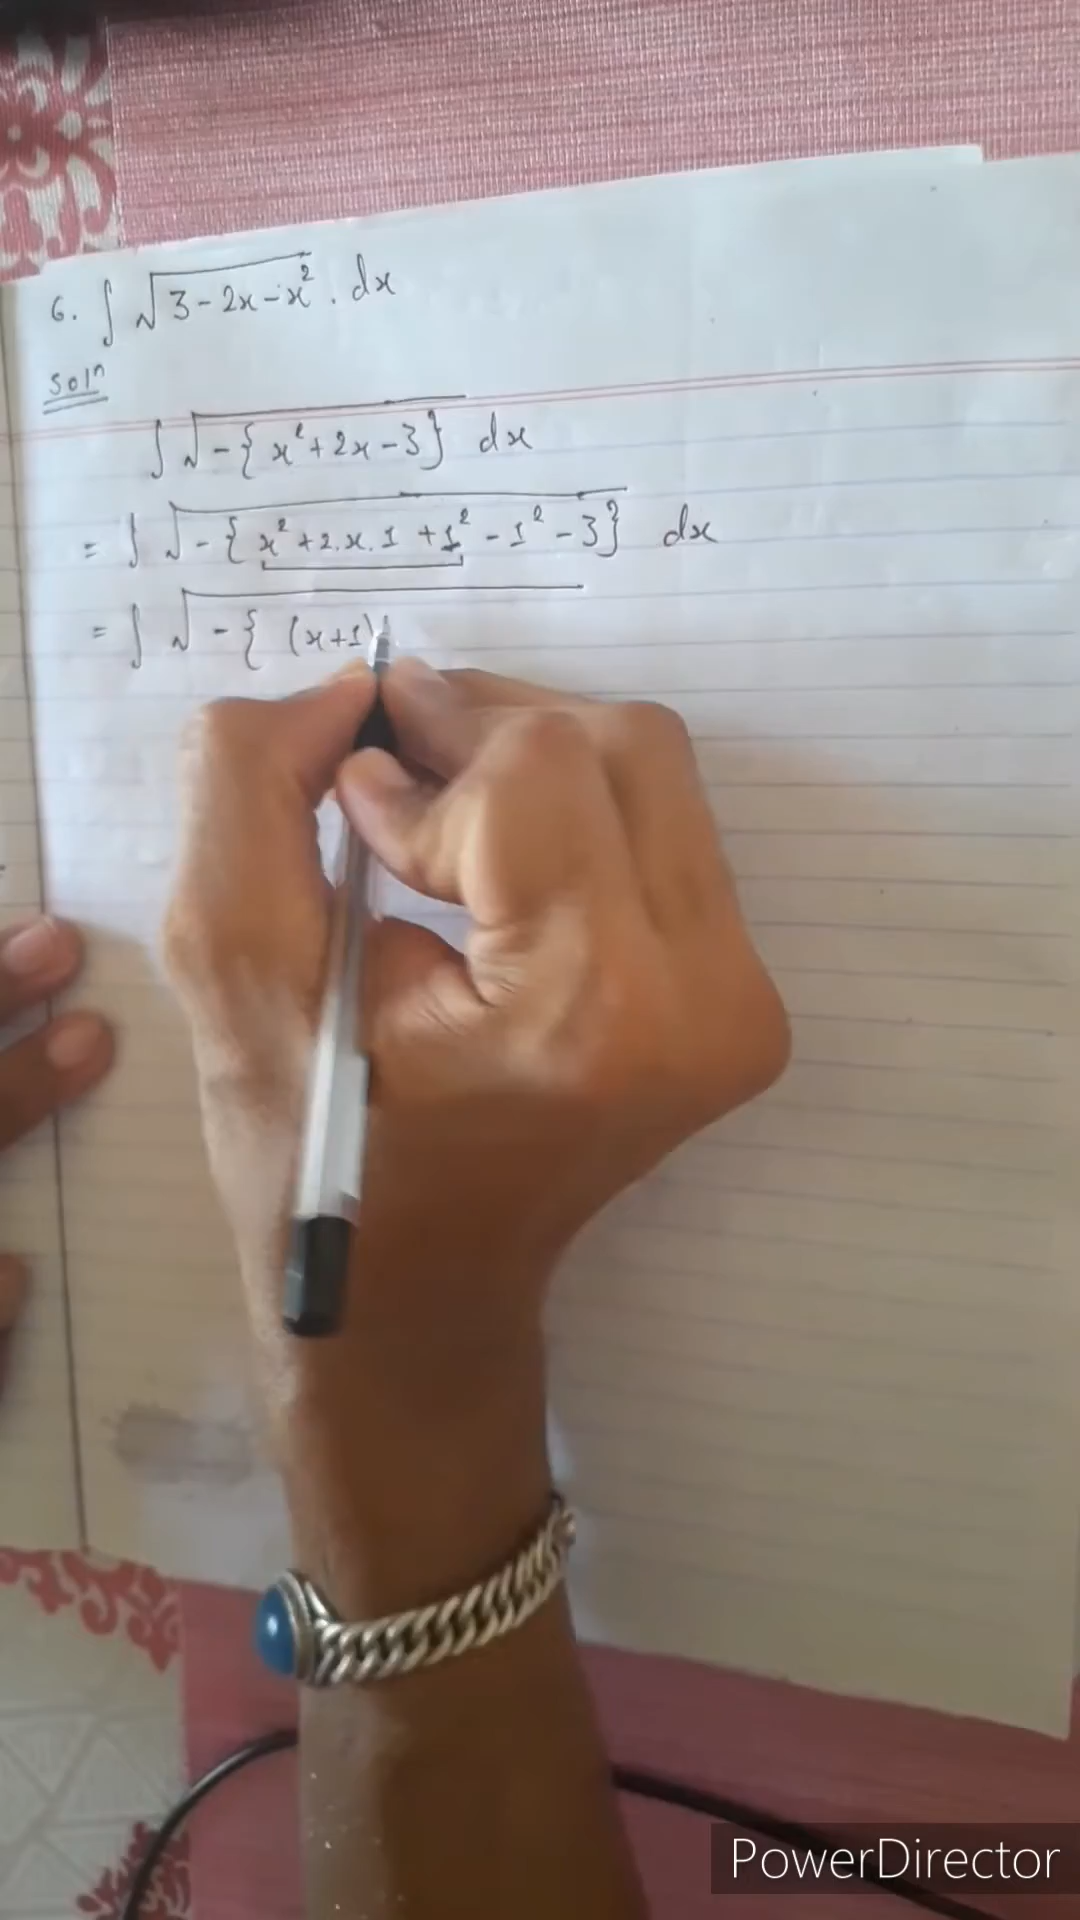 6. ∫ √3 - 2x - x² . dx
Solⁿ
∫ √-{ x² + 2x - 3} dx
= ∫ √-{ x² + 2.x.1 + 1² - 1² - 3} dx
= ∫ √-{ (x+1)
PowerDirector